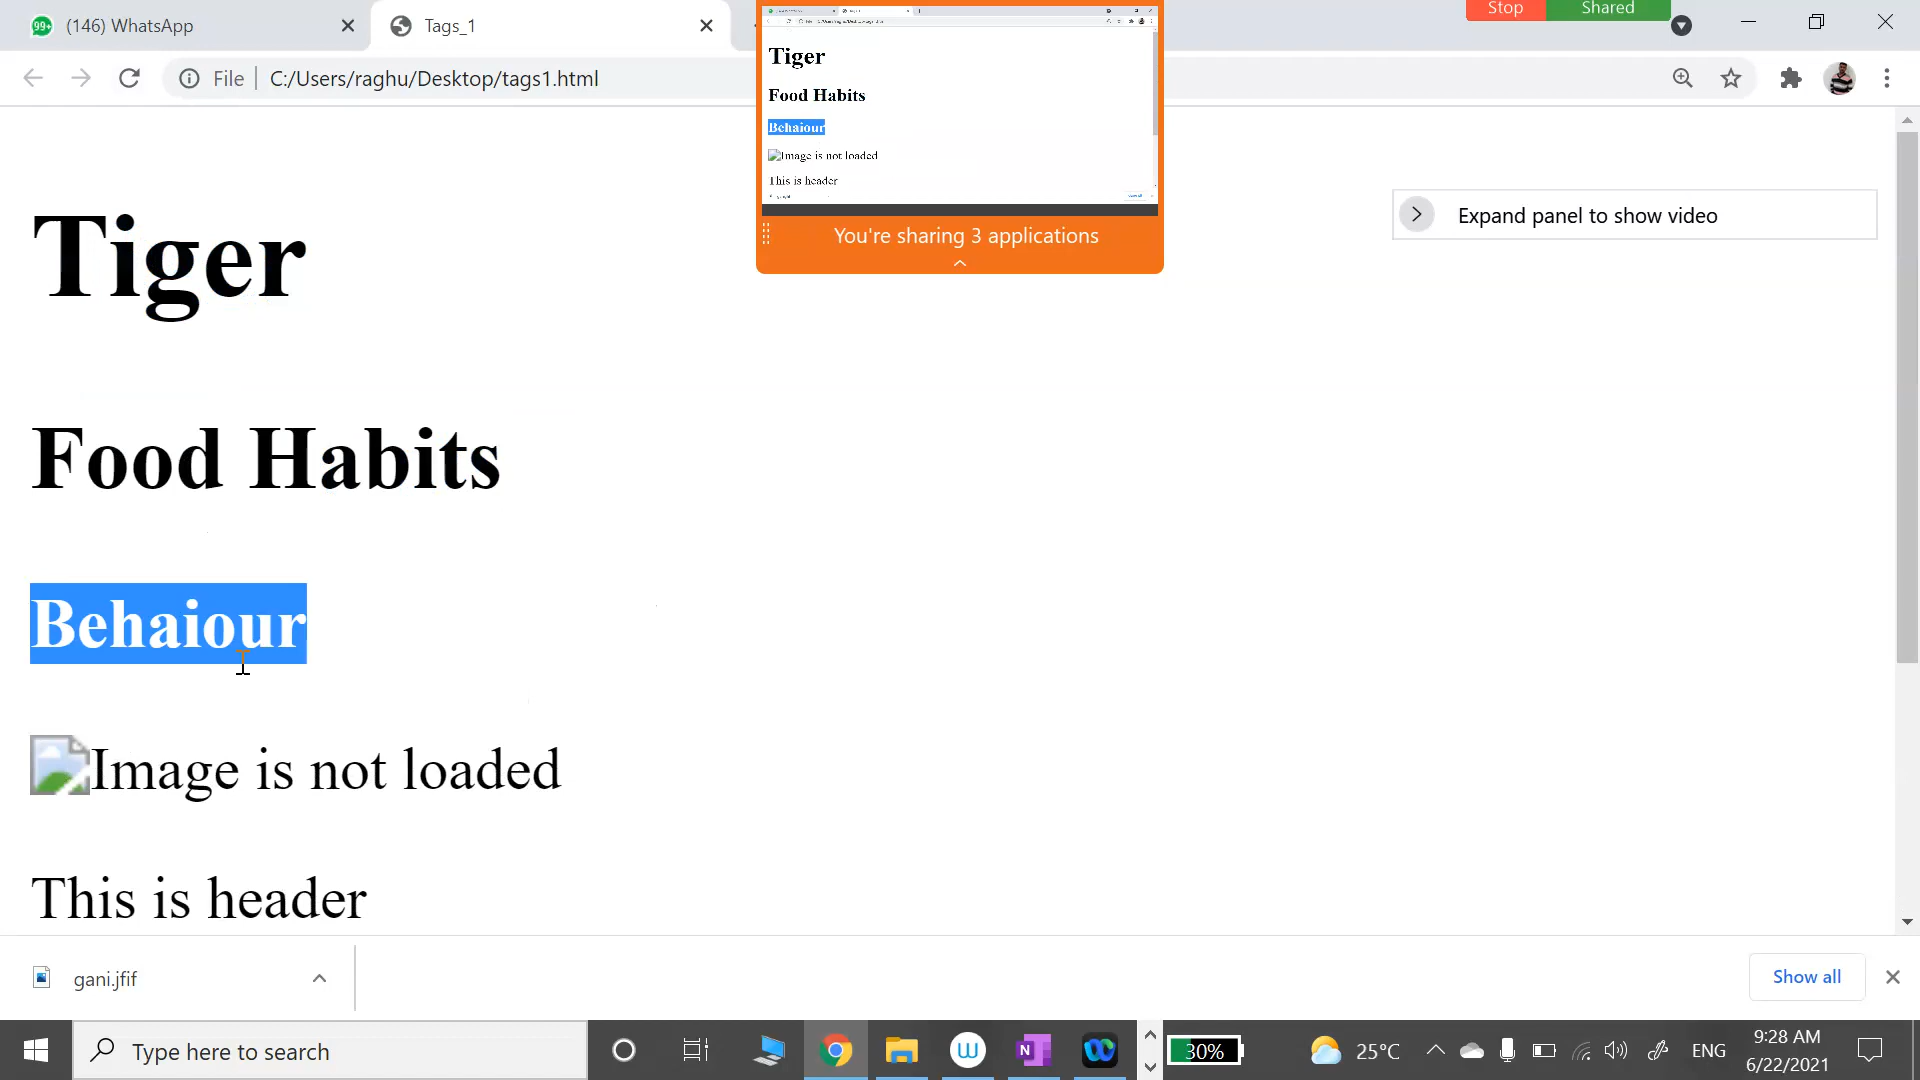 (146) WhatsApp
Tags_1
Stop
Shared
File
C:/Users/raghu/Desktop/tags1.html
Tiger
Food Habits
Behaiour
Image is not loaded
This is header
You're sharing 3 applications
Expand panel to show video
Tiger
Food Habits
Behaiour
Image is not loaded
This is header
gani.jfif
Show all
Type here to search
30%
25°C
ENG
9:28 AM
6/22/2021